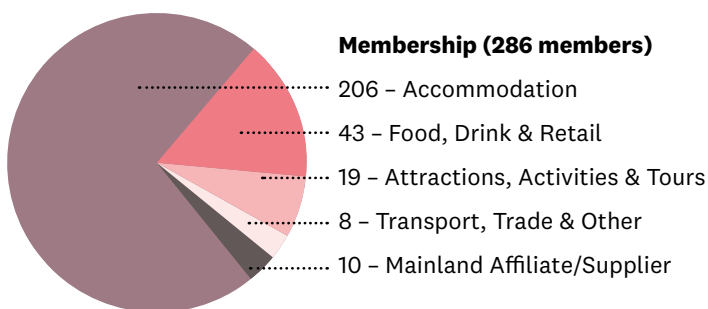 Membership (286 members)
206 – Accommodation
43 – Food, Drink & Retail
19 – Attractions, Activities & Tours
8 – Transport, Trade & Other
10 – Mainland Affiliate/Supplier